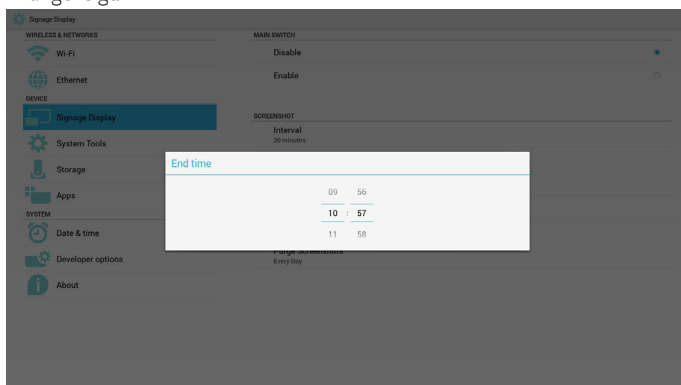 Signage Display
WIRELESS & NETWORKS
Wi-Fi
Ethernet
DEVICE
Signage Display
System Tools
Storage
Apps
SYSTEM
Date & time
Developer options
About
MAIN SWITCH
Disable
Enable
SCREENSHOT
Interval
30 minutes
End time
09 56
10 : 57
11 58
Purge Screenshots
Every Day